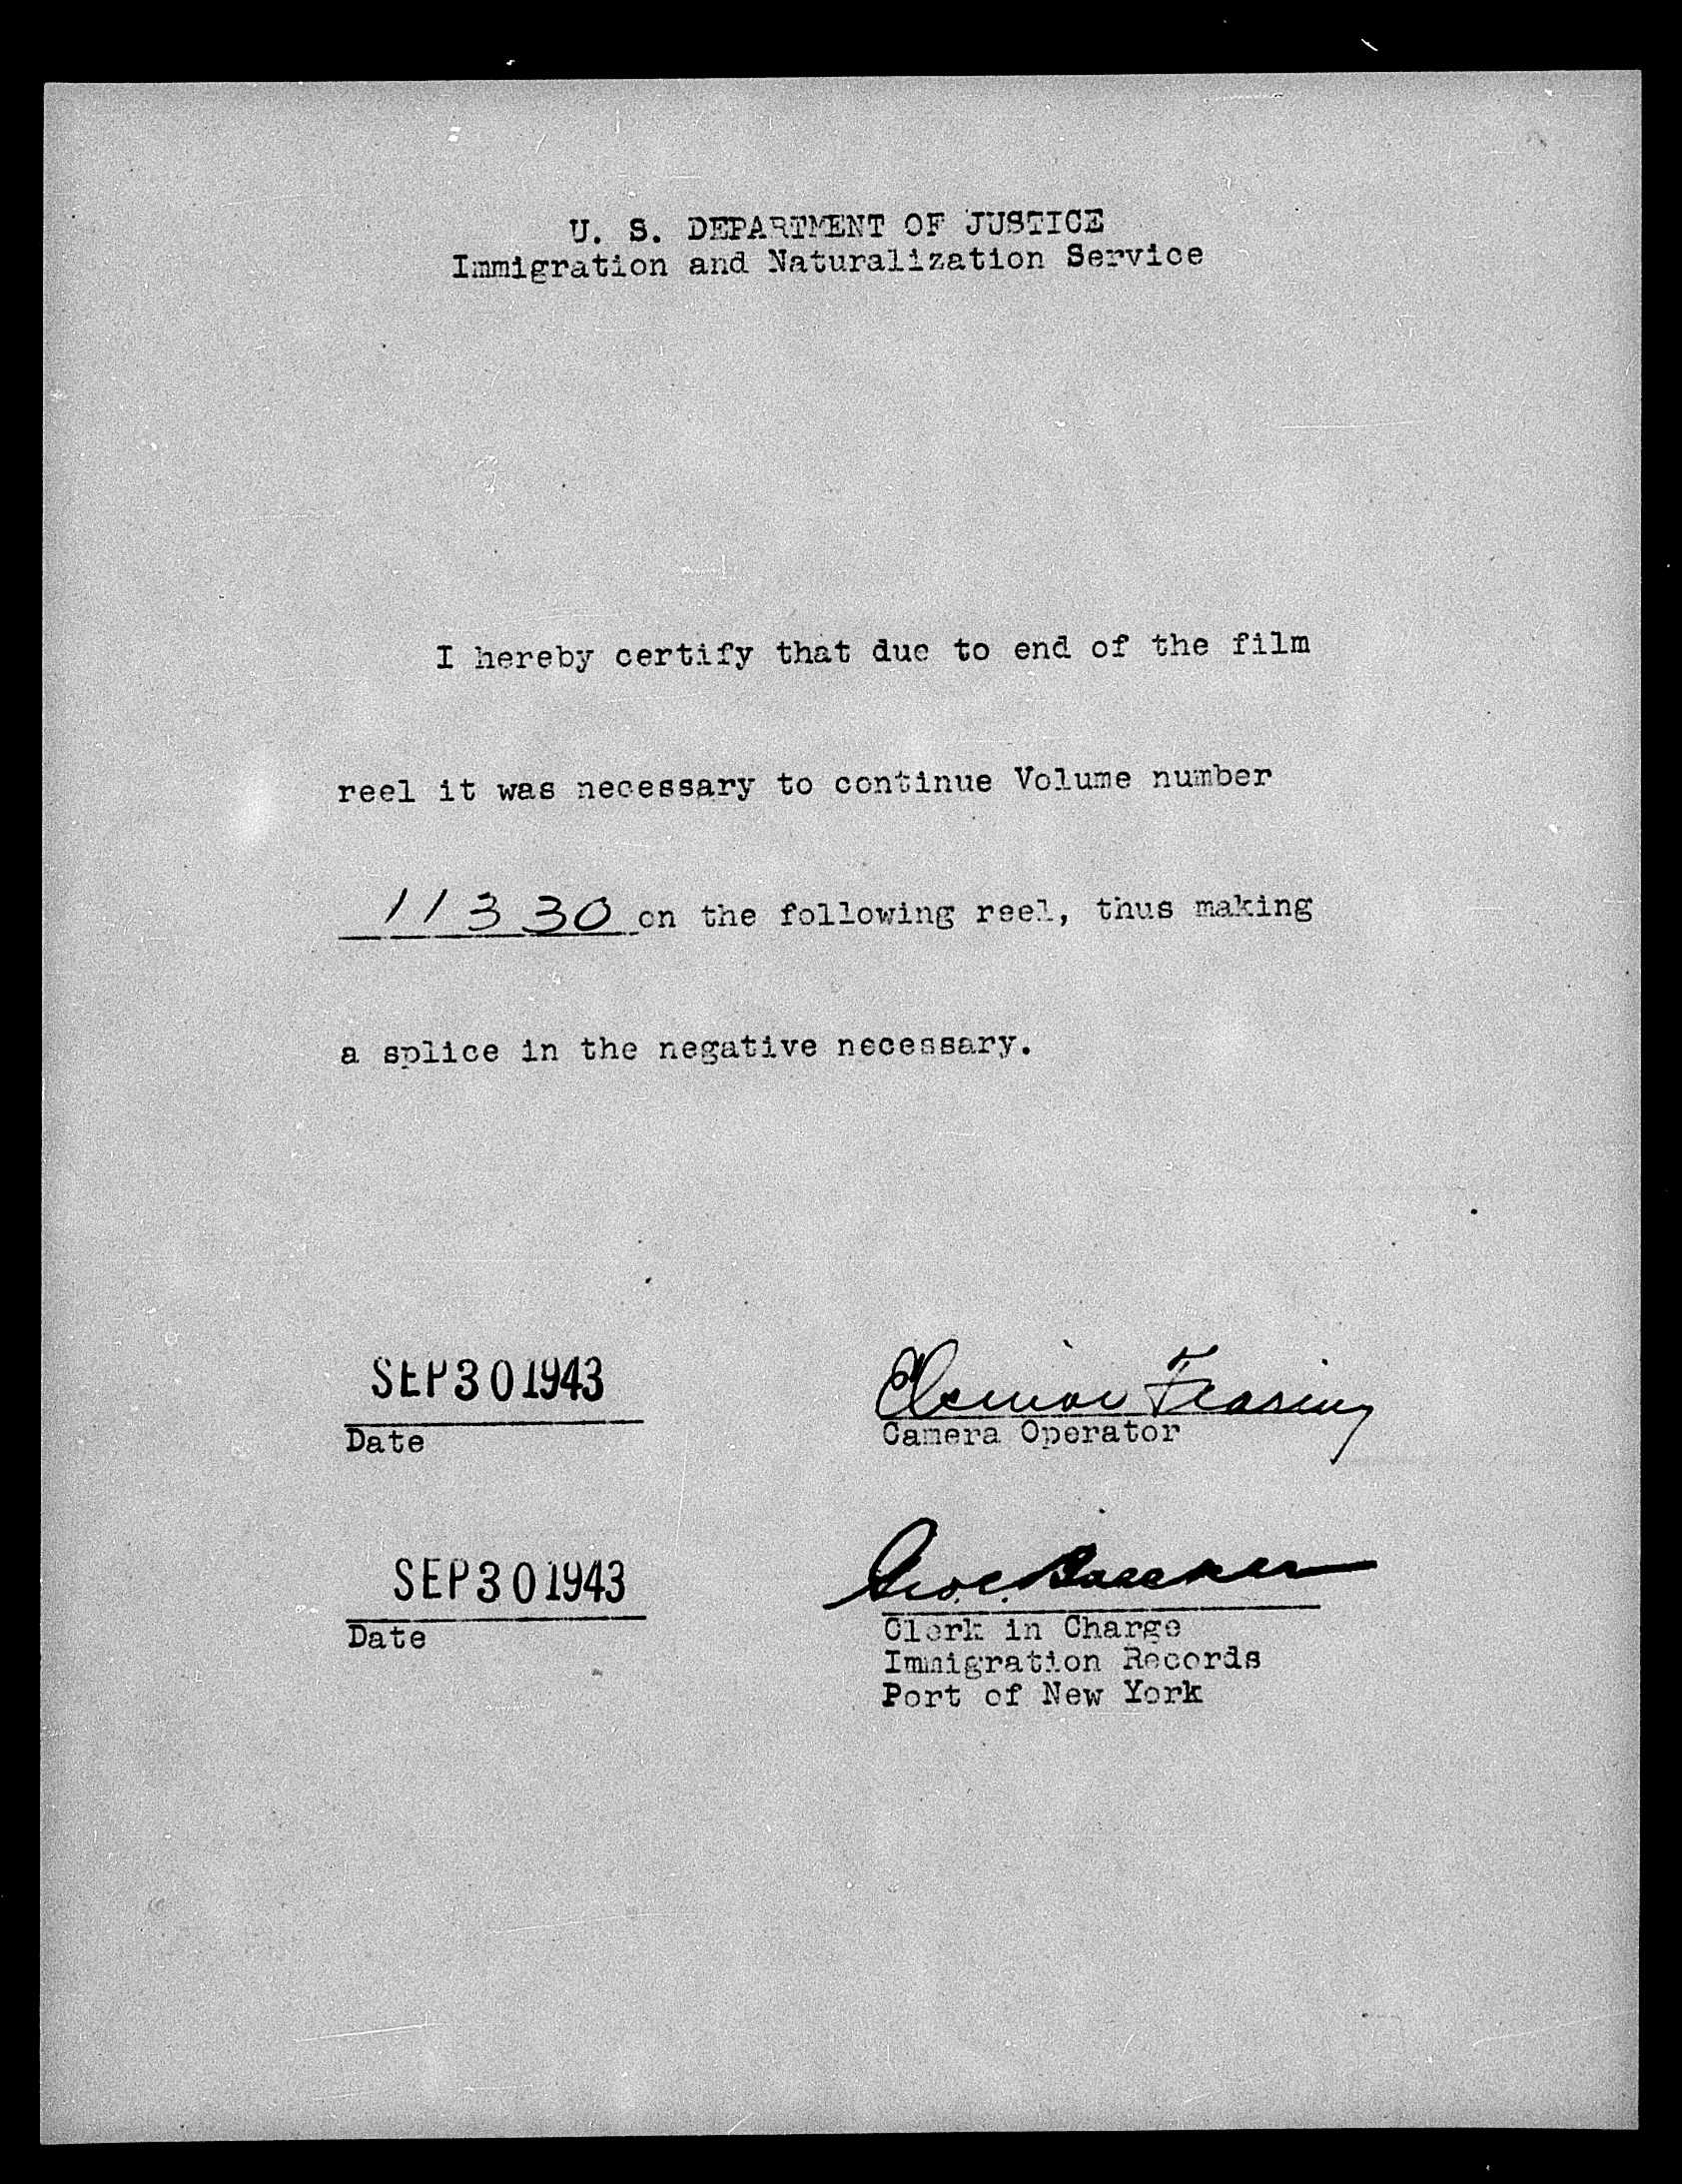 U. S. DEPARTMENT OF JUSTICE
Immigration and Naturalization Service
I hereby certify that due to end of the film
reel it was necessary to continue Volume number
11330 on the following reel, thus making
a splice in the negative necessary.
SEP 30 1943
Date
Camera Operator
SEP 30 1943
Date
Geo. C.
Clerk in Charge
Immigration Records
Port of New York